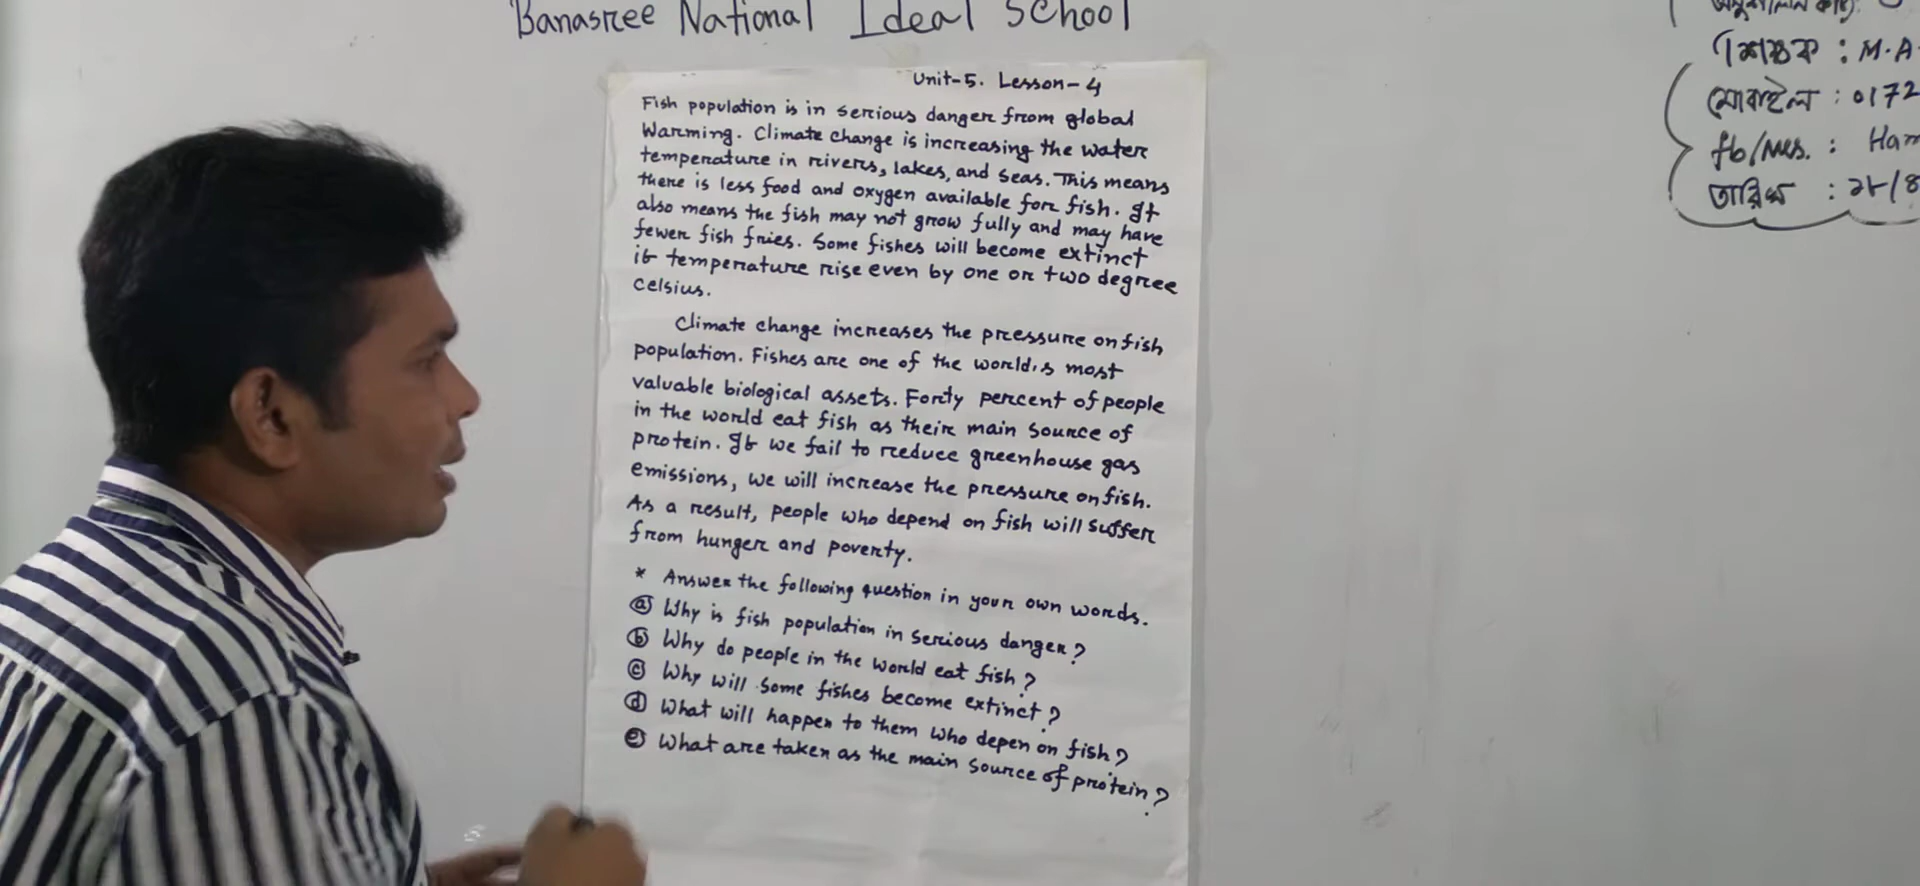 Banasree National Ideal School
Unit-5. Lesson-4
Fish population is in serious danger from global
Warming. Climate change is increasing the water
temperature in rivers, lakes, and seas. This means
there is less food and oxygen available for fish. It
also means the fish may not grow fully and may have
fewer fish fries. Some fishes will become extinct
if temperature rise even by one or two degree
celsius.
Climate change increases the pressure on fish
population. Fishes are one of the world's most
valuable biological assets. Forty percent of people
in the world eat fish as their main source of
protein. If we fail to reduce greenhouse gas
emissions, we will increase the pressure on fish.
As a result, people who depend on fish will suffer
from hunger and poverty.
* Answer the following question in your own words.
(a) Why is fish population in serious danger?
(b) Why do people in the world eat fish?
(c) Why will some fishes become extinct?
(d) What will happen to them who depen on fish?
(e) What are taken as the main source of protein?
শিক্ষক : M.A.
মোবাইল : 0172
fb/mes. : Ham
তারিখ : ২৮/৪